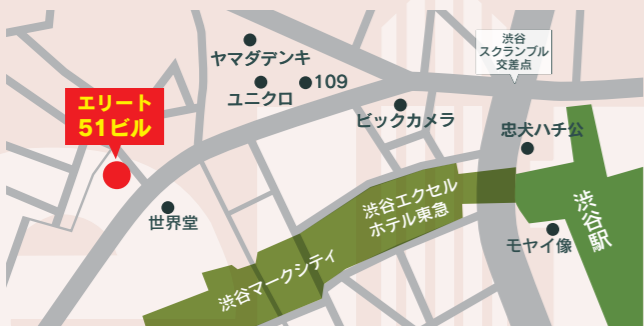 渋谷
スクランブル
交差点
ヤマダデンキ
109
ユニクロ
ビックカメラ
エリート
51ビル
忠犬ハチ公
世界堂
渋谷エクセル
ホテル東急
渋谷駅
モヤイ像
渋谷マークシティ